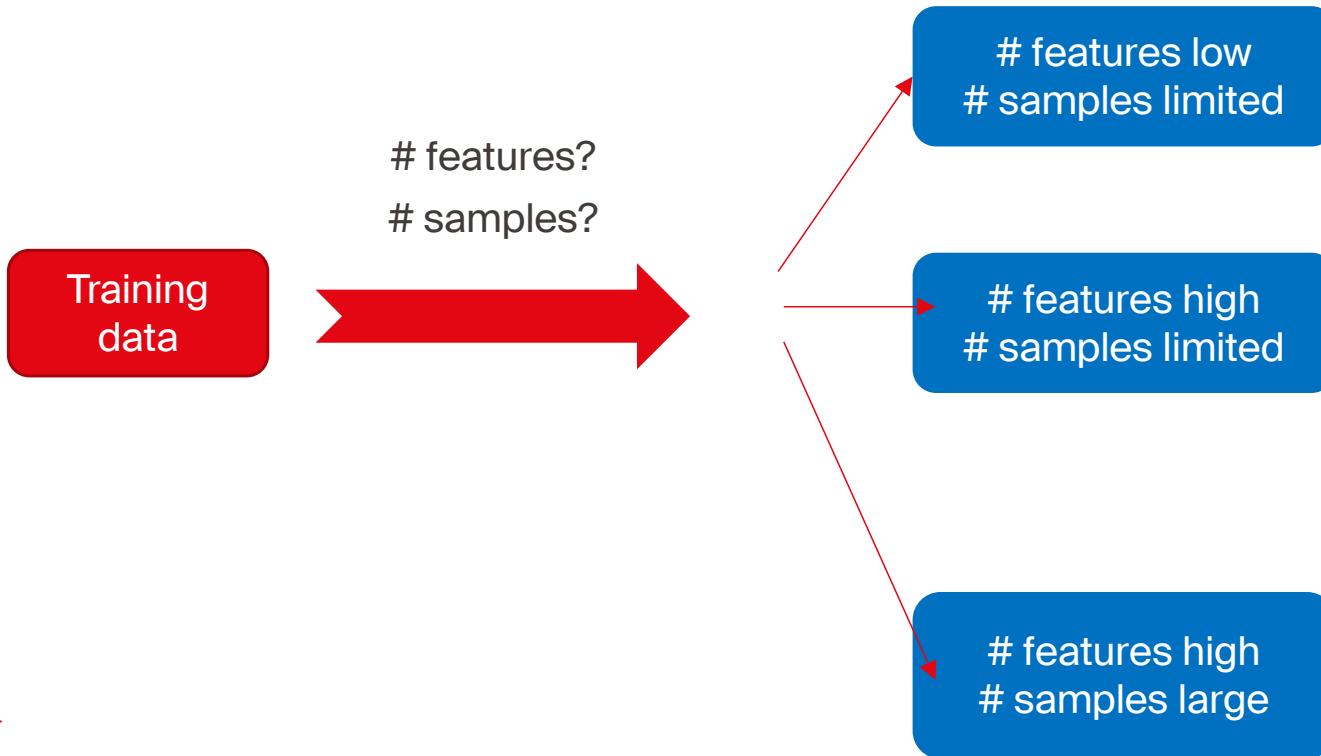 # features?
# samples?
Training
data
# features low
# samples limited
# features high
# samples limited
# features high
# samples large